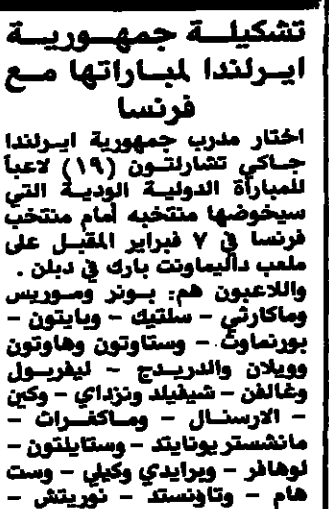 تشكيلة جمهورية
ايرلندا لمباراتها مع
فرنسا
اختار مدرب جمهورية ايرلندا
جاكي تشارلتون (١٩) لاعباً
للمباراة الدولية الودية التي
سيخوضها منتخبه أمام منتخب
فرنسا في ٧ فبراير المقبل على
ملعب داليماونت بارك في دبلن .
واللاعبون هم: بونر وموريس
وماكارثي - سلتيك - وبايتون -
بورنماوث - وستاوتون وهاوتون
وويلان والدريدج - ليفربول
وغالفن - شيفيلد ونزداي - وكين
- الارسنال - وماكغراث -
مانشستر يونايتد - وستايلتون -
لوهافر - وبرايدي وكيلي - وست
هام - وتاونسند - نوريتش -